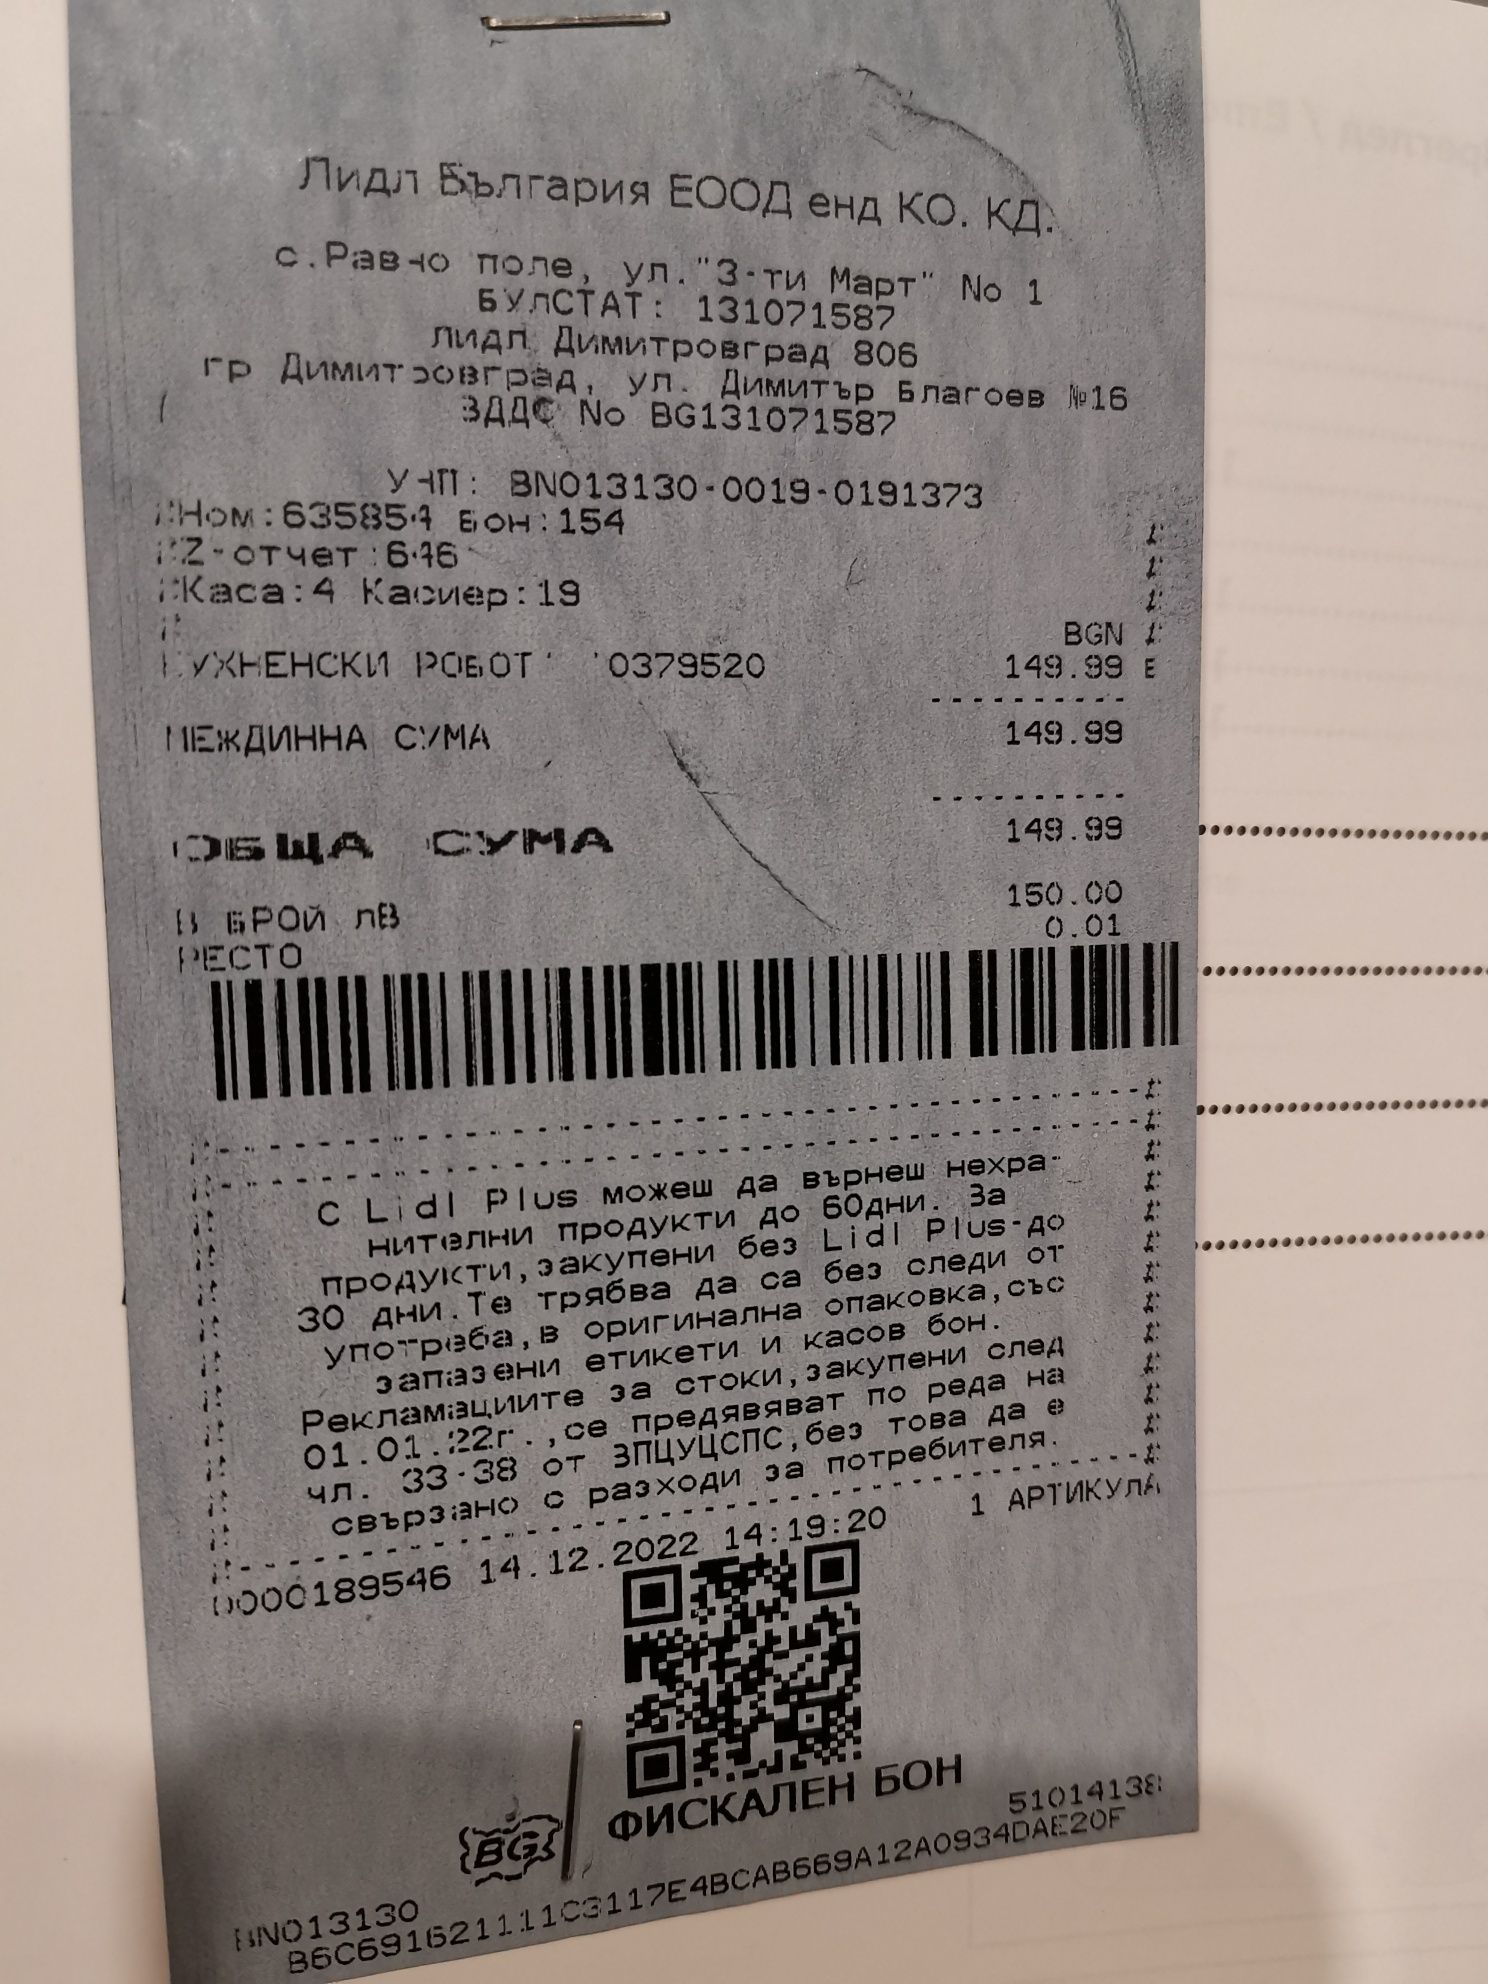 Лидл България ЕООД енд КО. КД.
с.Равно поле, ул."3-ти Март" No 1
БУЛСТАТ: 131071587
Лидл Димитровград 806
гр Димитровград, ул. Димитър Благоев №16
ЗДДС No BG131071587
УНП: BN013130-0019-0191373
#Ном:635854 Бон:154
#Z-отчет:646
#Каса:4 Касиер:19
BGN
КУХНЕНСКИ РОБОТ 0379520 149.99 Б
МЕЖДИННА СУМА 149.99
ОБЩА СУМА 149.99
В БРОЙ лВ 150.00
РЕСТО 0.01
С Lidl Plus можеш да върнеш нехра-
нителни продукти до 60дни. За
продукти,закупени без Lidl Plus-до
30 дни.Те трябва да са без следи от
употреба,в оригинална опаковка,със
запазени етикети и касов бон.
Рекламациите за стоки,закупени след
01.01.22г.,се предявяват по реда на
чл. 33-38 от ЗПЦУЦСПС,без това да е
свързано с разходи за потребителя.
0000189546 14.12.2022 14:19:20 1 АРТИКУЛА
ФИСКАЛЕН БОН
BG
BN013130 51014138
B6C691621111C3117E4BCAB669A12A0934DAE20F